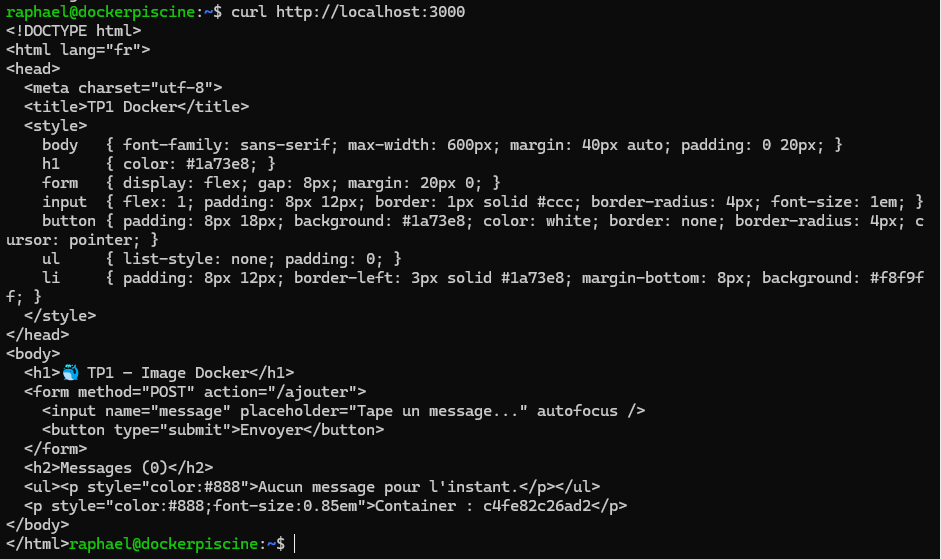 raphael@dockerpiscine:~$ curl http://localhost:3000
<!DOCTYPE html>
<html lang="fr">
<head>
  <meta charset="utf-8">
  <title>TP1 Docker</title>
  <style>
    body   { font-family: sans-serif; max-width: 600px; margin: 40px auto; padding: 0 20px; }
    h1     { color: #1a73e8; }
    form   { display: flex; gap: 8px; margin: 20px 0; }
    input  { flex: 1; padding: 8px 12px; border: 1px solid #ccc; border-radius: 4px; font-size: 1em; }
    button { padding: 8px 18px; background: #1a73e8; color: white; border: none; border-radius: 4px; c
ursor: pointer; }
    ul     { list-style: none; padding: 0; }
    li     { padding: 8px 12px; border-left: 3px solid #1a73e8; margin-bottom: 8px; background: #f8f9f
f; }
  </style>
</head>
<body>
  <h1>🐳 TP1 — Image Docker</h1>
  <form method="POST" action="/ajouter">
    <input name="message" placeholder="Tape un message..." autofocus />
    <button type="submit">Envoyer</button>
  </form>
  <h2>Messages (0)</h2>
  <ul><p style="color:#888">Aucun message pour l'instant.</p></ul>
  <p style="color:#888;font-size:0.85em">Container : c4fe82c26ad2</p>
</body>
</html>raphael@dockerpiscine:~$